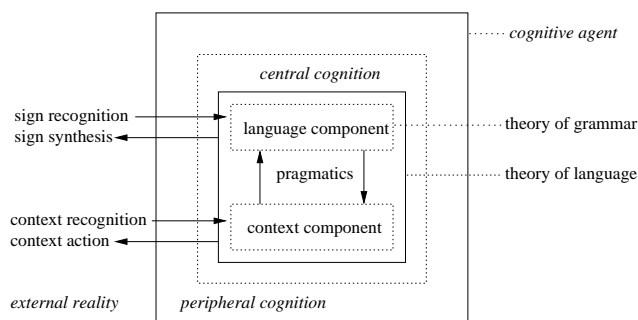 cognitive agent
central cognition
sign recognition
sign synthesis
language component
theory of grammar
pragmatics
theory of language
context recognition
context action
context component
external reality
peripheral cognition